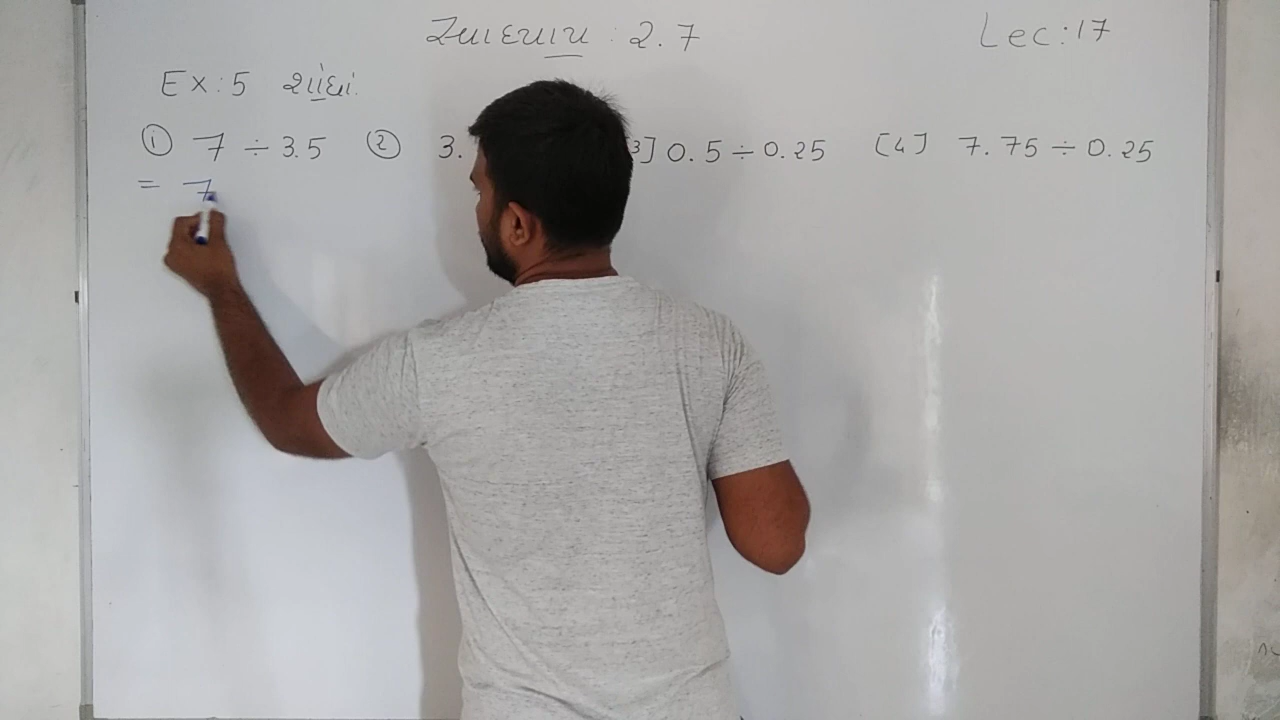 સ્વાધ્યાય : 2.7
Lec:17
Ex:5 શોધો.
① 7 ÷ 3.5 ② 3. [3] 0.5 ÷ 0.25 [4] 7.75 ÷ 0.25
= 7